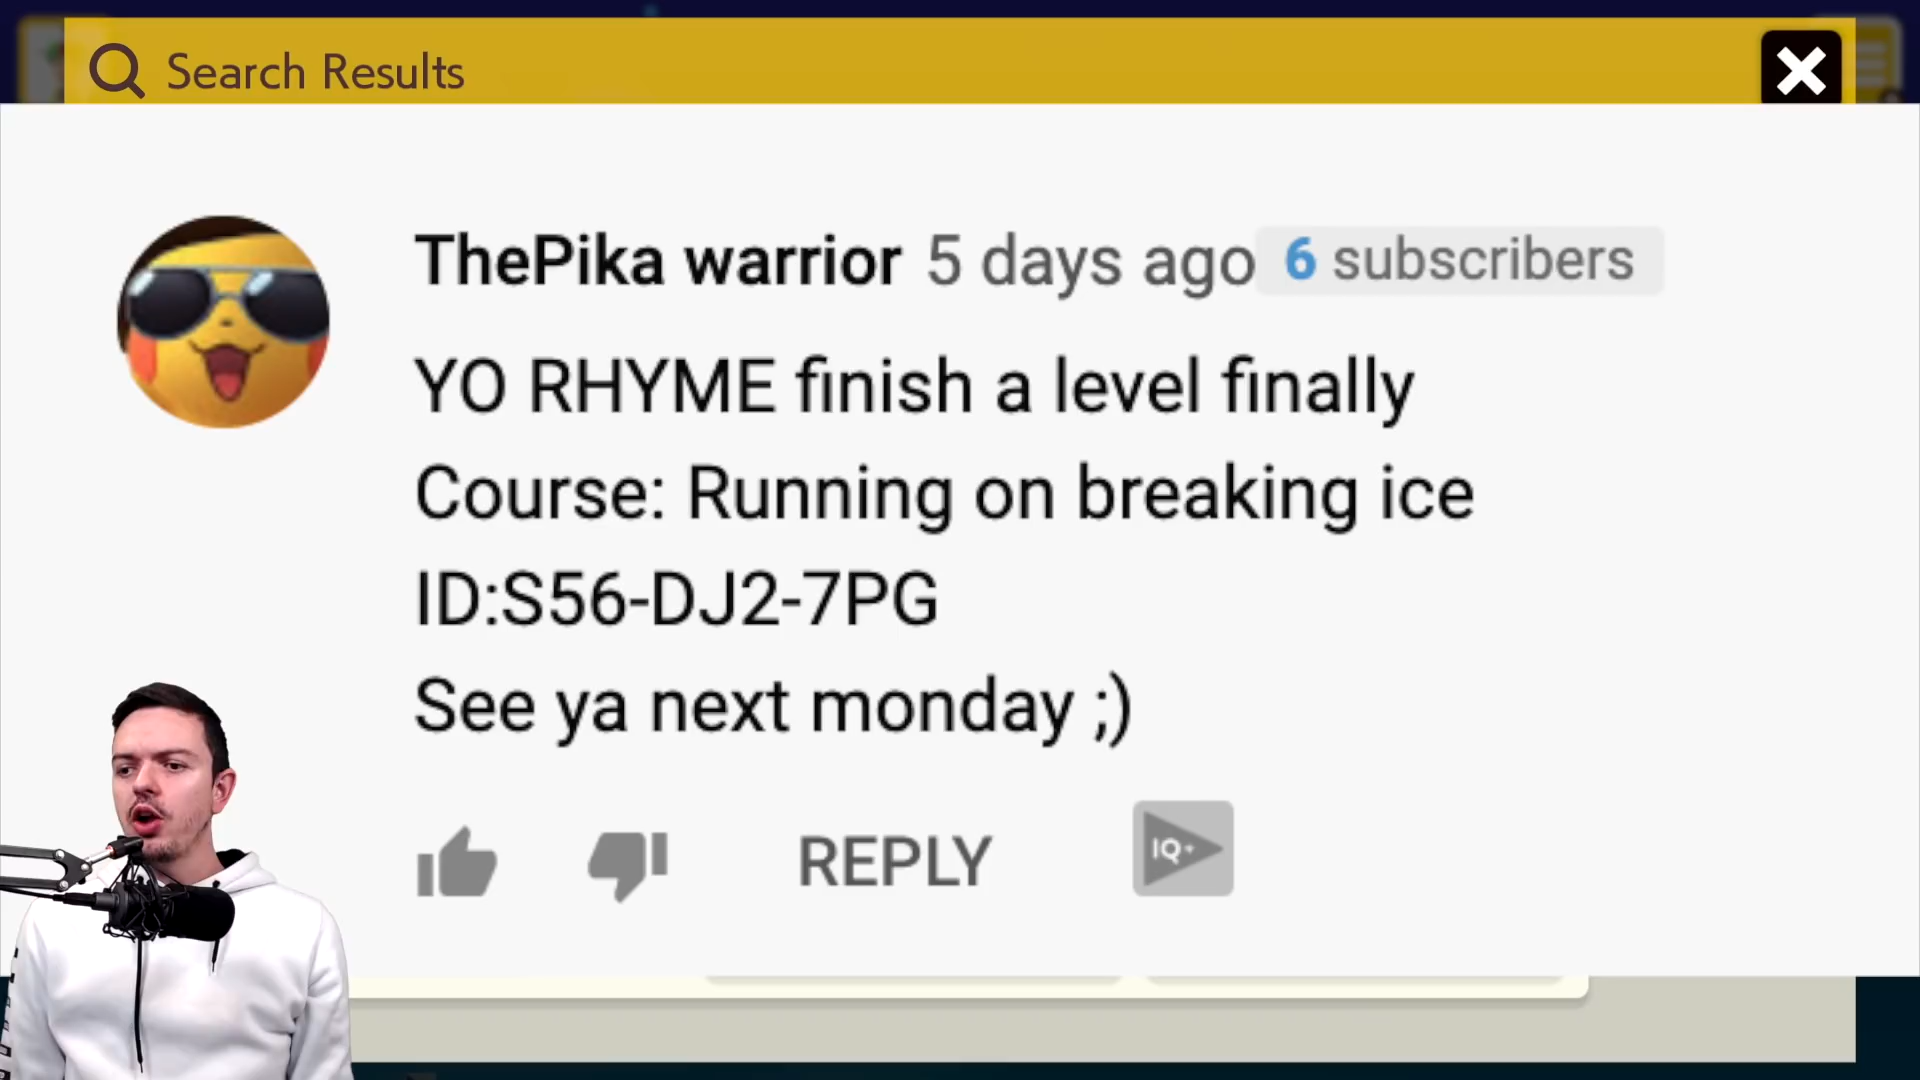 Search Results
ThePika warrior 5 days ago 6 subscribers
YO RHYME finish a level finally
Course: Running on breaking ice
ID:S56-DJ2-7PG
See ya next monday ;)
REPLY IQ+